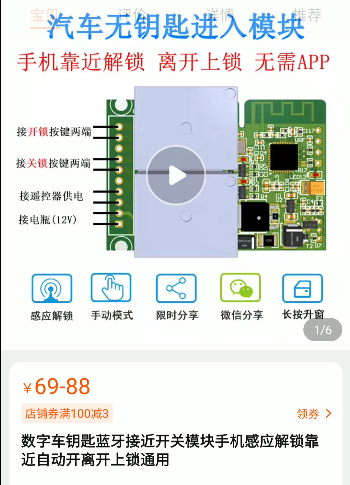 宝贝 评价 详情 推荐
汽车无钥匙进入模块
手机靠近解锁 离开上锁 无需APP
接开锁按键两端
接关锁按键两端
接遥控器供电
接电瓶(12V)
感应解锁 手动模式 限时分享 微信分享 长按升窗
1/6
¥69-88
店铺券满100减3
领券 >
数字车钥匙蓝牙接近开关模块手机感应解锁靠
近自动开离开上锁通用